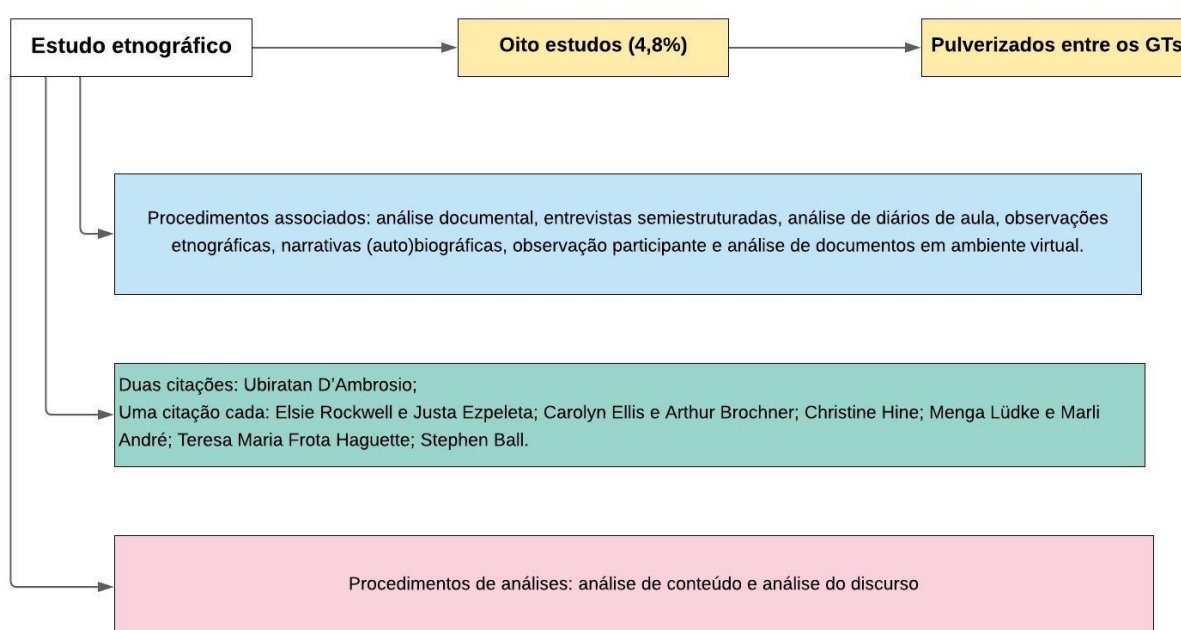 Estudo etnográfico
Oito estudos (4,8%)
Pulverizados entre os GTs
Procedimentos associados: análise documental, entrevistas semiestruturadas, análise de diários de aula, observações
etnográficas, narrativas (auto)biográficas, observação participante e análise de documentos em ambiente virtual.
Duas citações: Ubiratan D’Ambrosio;
Uma citação cada: Elsie Rockwell e Justa Ezpeleta; Carolyn Ellis e Arthur Brochner; Christine Hine; Menga Lüdke e Marli
André; Teresa Maria Frota Haguette; Stephen Ball.
Procedimentos de análises: análise de conteúdo e análise do discurso